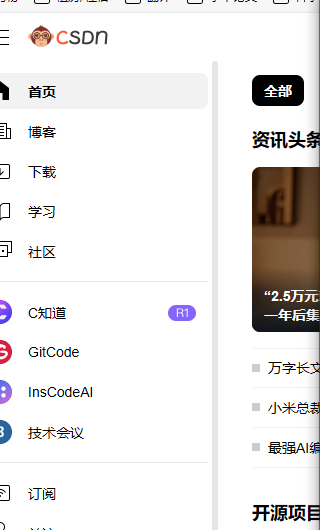 CSDN
首页
博客
下载
学习
社区
C知道
R1
GitCode
InsCodeAI
技术会议
订阅
全部
资讯头条
“2.5万元
一年后集
万字长文
小米总裁
最强AI编
开源项目